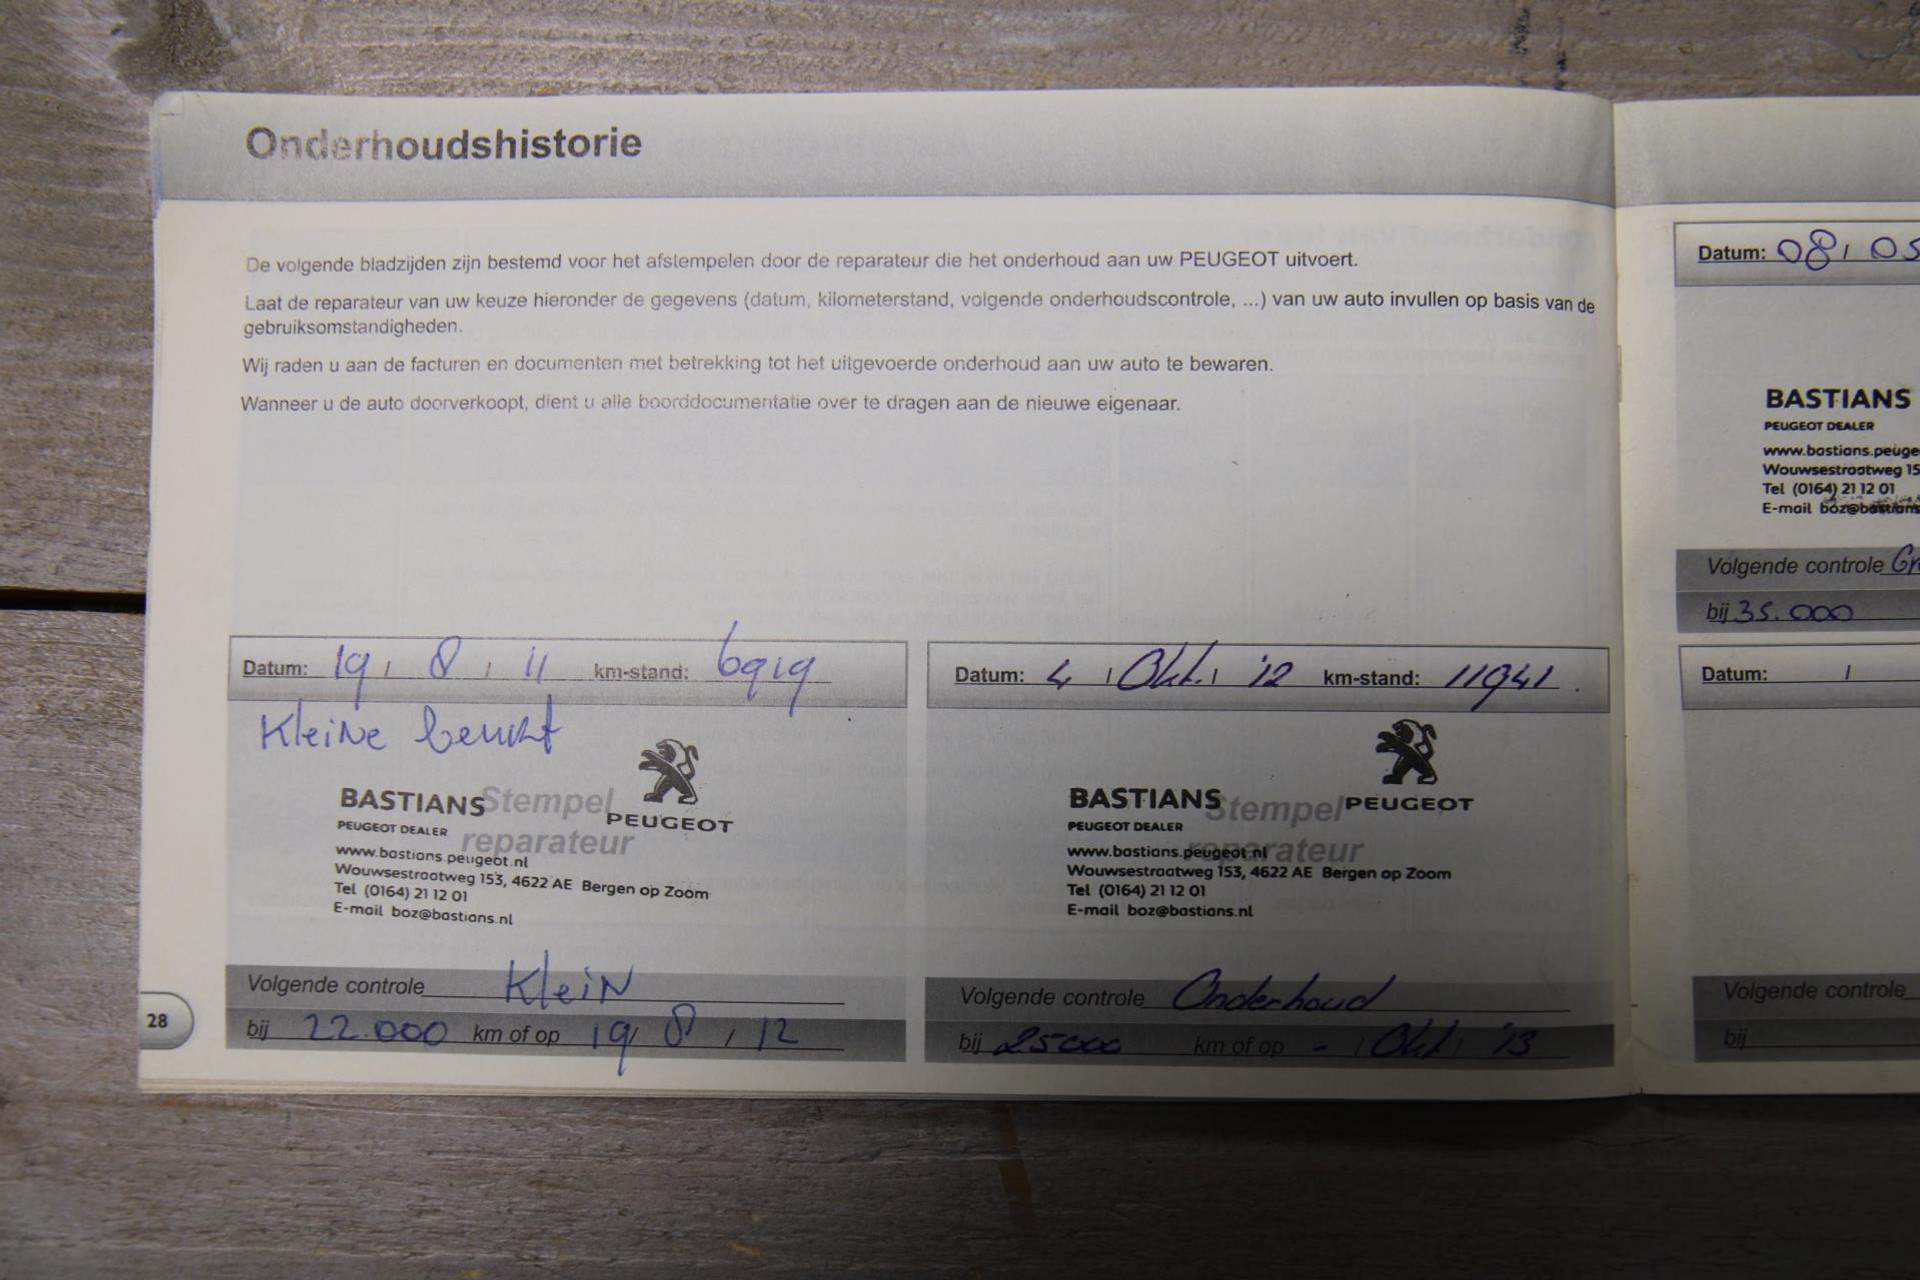 Onderhoudshistorie
De volgende bladzijden zijn bestemd voor het afstempelen door de reparateur die het onderhoud aan uw PEUGEOT uitvoert.
Laat de reparateur van uw keuze hieronder de gegevens (datum, kilometerstand, volgende onderhoudscontrole, ...) van uw auto invullen op basis van de
gebruiksomstandigheden.
Wij raden u aan de facturen en documenten met betrekking tot het uitgevoerde onderhoud aan uw auto te bewaren.
Wanneer u de auto doorverkoopt, dient u alle boorddocumentatie over te dragen aan de nieuwe eigenaar.
Datum: 19 / 8 / 11 km-stand: 6919
Kleine
Stempel
reparateur
BASTIANS
PEUGEOT DEALER
PEUGEOT
www.bastians.peugeot.nl
Wouwsestraatweg 153, 4622 AE Bergen op Zoom
Tel (0164) 21 12 01
E-mail boz@bastians.nl
Volgende controle Klein
bij 22.000 km of op 19 / 8 / 12
28
Datum: 4 / Okt. / '12 km-stand: 11941.
Stempel
reparateur
BASTIANS
PEUGEOT DEALER
PEUGEOT
www.bastians.peugeot.nl
Wouwsestraatweg 153, 4622 AE Bergen op Zoom
Tel (0164) 21 12 01
E-mail boz@bastians.nl
Volgende controle Onderhoud
bij 25000 km of op - / Okt / '13
Datum: 08 / 05
BASTIANS
PEUGEOT DEALER
www.bastians.peuge
Wouwsestraatweg 15
Tel (0164) 21 12 01
E-mail boz@bastians
Volgende controle Gr
bij 35.000
Datum: /
Volgende controle
bij